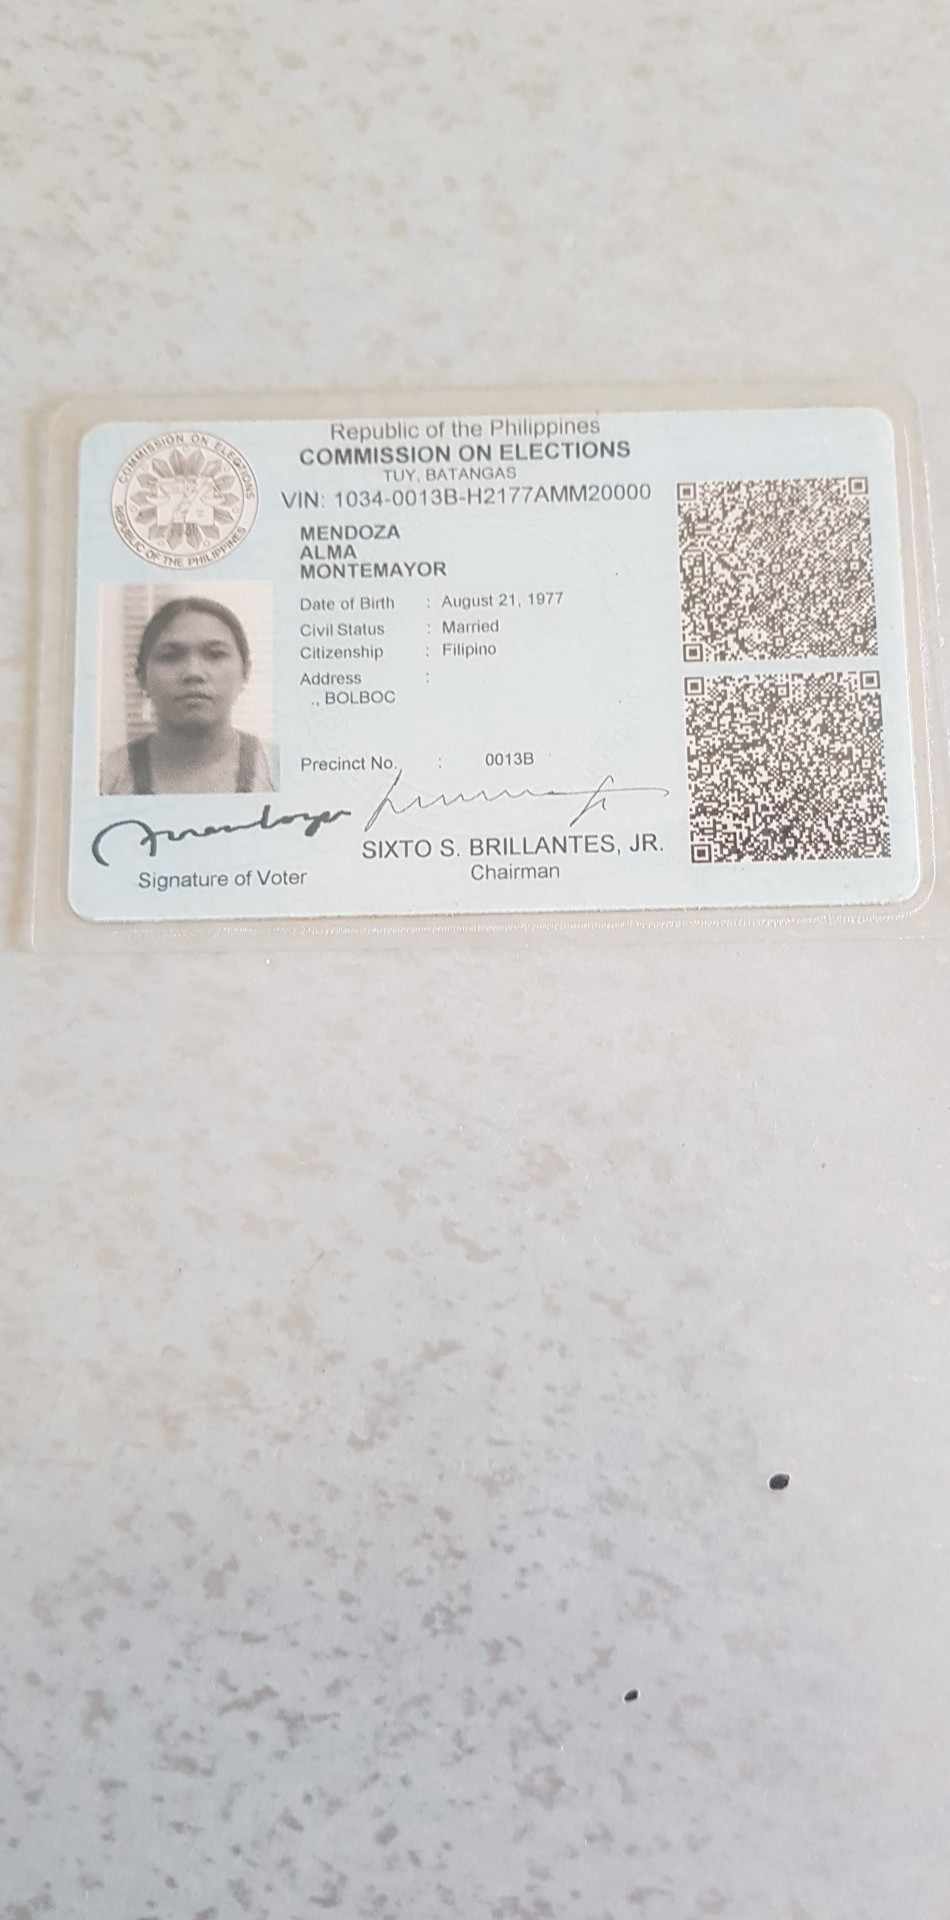 Republic of the Philippines
COMMISSION ON ELECTIONS
TUY, BATANGAS
VIN: 1034-0013B-H2177AMM20000
COMMISSION ON ELECTIONS
REPUBLIC OF THE PHILIPPINES
MENDOZA
ALMA
MONTEMAYOR
Date of Birth : August 21, 1977
Civil Status : Married
Citizenship : Filipino
Address :
., BOLBOC
Precinct No. : 0013B
SIXTO S. BRILLANTES, JR.
Chairman
Signature of Voter